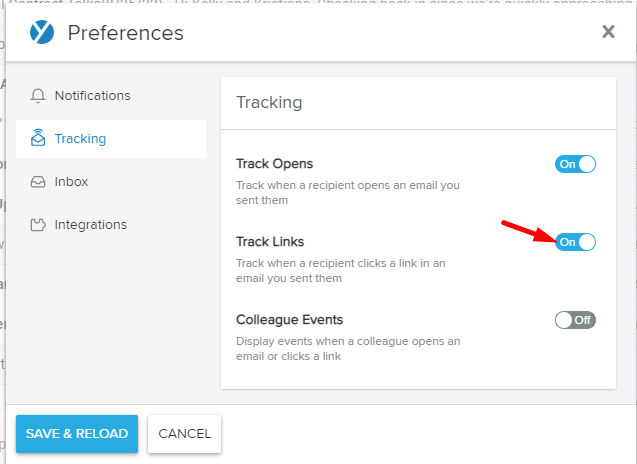 Preferences
Notifications
Tracking
Inbox
Integrations
Tracking
Track Opens
On
Track when a recipient opens an email you
sent them
Track Links
On
Track when a recipient clicks a link in an
email you sent them
Colleague Events
Off
Display events when a colleague opens an
email or clicks a link
SAVE & RELOAD
CANCEL